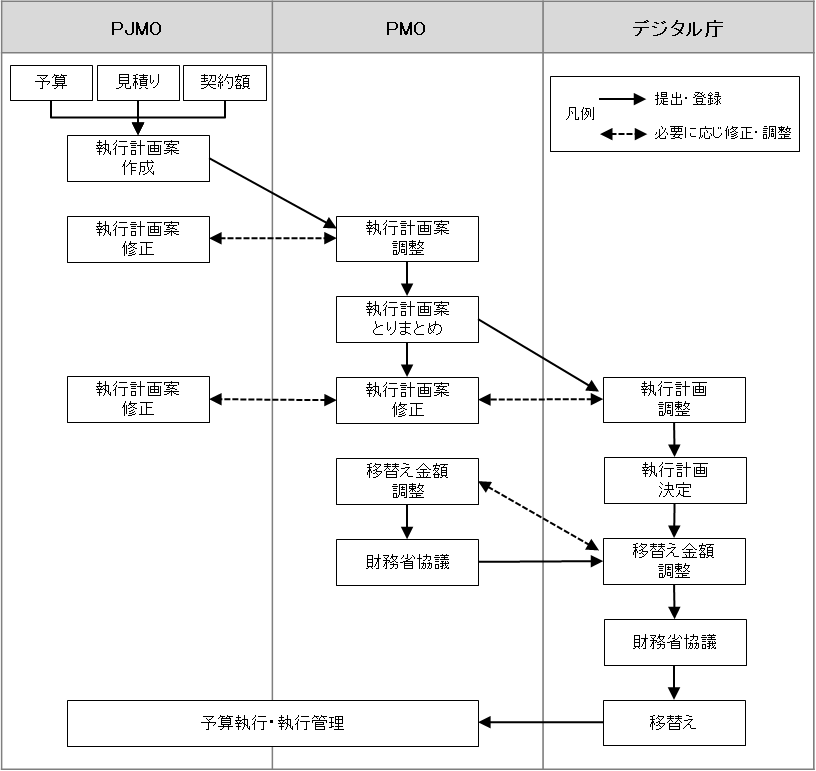 PJMO
PMO
デジタル庁
予算
見積り
契約額
凡例
提出・登録
必要に応じ修正・調整
執行計画案
作成
執行計画案
修正
執行計画案
調整
執行計画案
とりまとめ
執行計画案
修正
執行計画案
修正
執行計画
調整
移替え金額
調整
執行計画
決定
財務省協議
移替え金額
調整
財務省協議
予算執行・執行管理
移替え